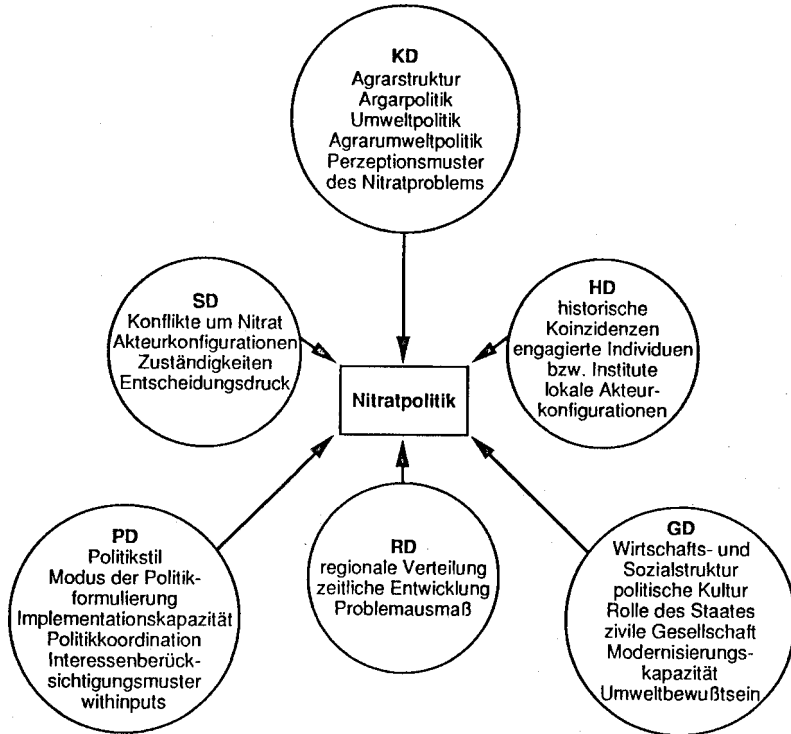 KD
Agrarstruktur
Argarpolitik
Umweltpolitik
Agrarumweltpolitik
Perzeptionsmuster
des Nitratproblems
SD
Konflikte um Nitrat
Akteurkonfigurationen
Zuständigkeiten
Entscheidungsdruck
HD
historische
Koinzidenzen
engagierte Individuen
bzw. Institute
lokale Akteur-
konfigurationen
Nitratpolitik
PD
Politikstil
Modus der Politik-
formulierung
Implementationskapazität
Politikkoordination
Interessenberück-
sichtigungsmuster
withinputs
RD
regionale Verteilung
zeitliche Entwicklung
Problemausmaß
GD
Wirtschafts- und
Sozialstruktur
politische Kultur
Rolle des Staates
zivile Gesellschaft
Modernisierungs-
kapazität
Umweltbewußtsein